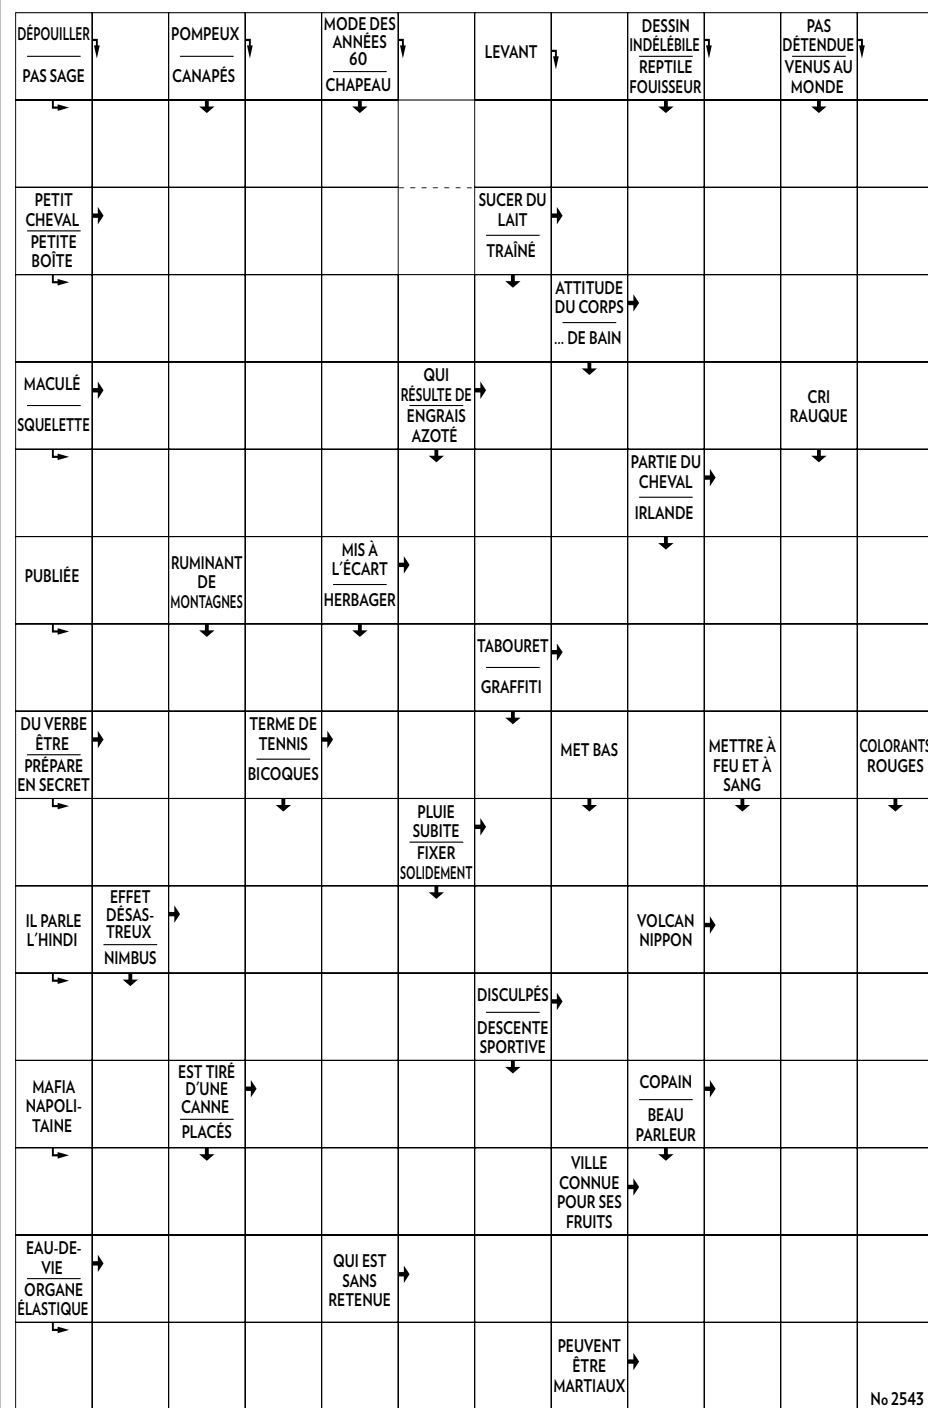 DÉPOUILLER
PAS SAGE
POMPEUX
CANAPÉS
MODE DES
ANNÉES
60
CHAPEAU
LEVANT
DESSIN
INDÉLÉBILE
REPTILE
FOUISSEUR
PAS
DÉTENDUE
VENUS AU
MONDE
PETIT
CHEVAL
PETITE
BOÎTE
SUCER DU
LAIT
TRAÎNÉ
ATTITUDE
DU CORPS
... DE BAIN
MACULÉ
SQUELETTE
QUI
RÉSULTE DE
ENGRAIS
AZOTÉ
CRI
RAUQUE
PARTIE DU
CHEVAL
IRLANDE
PUBLIÉE
RUMINANT
DE
MONTAGNES
MIS À
L'ÉCART
HERBAGER
TABOURET
GRAFFITI
DU VERBE
ÊTRE
PRÉPARE
EN SECRET
TERME DE
TENNIS
BICOQUES
MET BAS
METTRE À
FEU ET À
SANG
COLORANTS
ROUGES
PLUIE
SUBITE
FIXER
SOLIDEMENT
IL PARLE
L'HINDI
EFFET
DÉSAS-
TREUX
NIMBUS
VOLCAN
NIPPON
DISCULPÉS
DESCENTE
SPORTIVE
MAFIA
NAPOLI-
TAINE
EST TIRÉ
D'UNE
CANNE
PLACÉS
COPAIN
BEAU
PARLEUR
VILLE
CONNUE
POUR SES
FRUITS
EAU-DE-
VIE
ORGANE
ÉLASTIQUE
QUI EST
SANS
RETENUE
PEUVENT
ÊTRE
MARTIAUX
No 2543